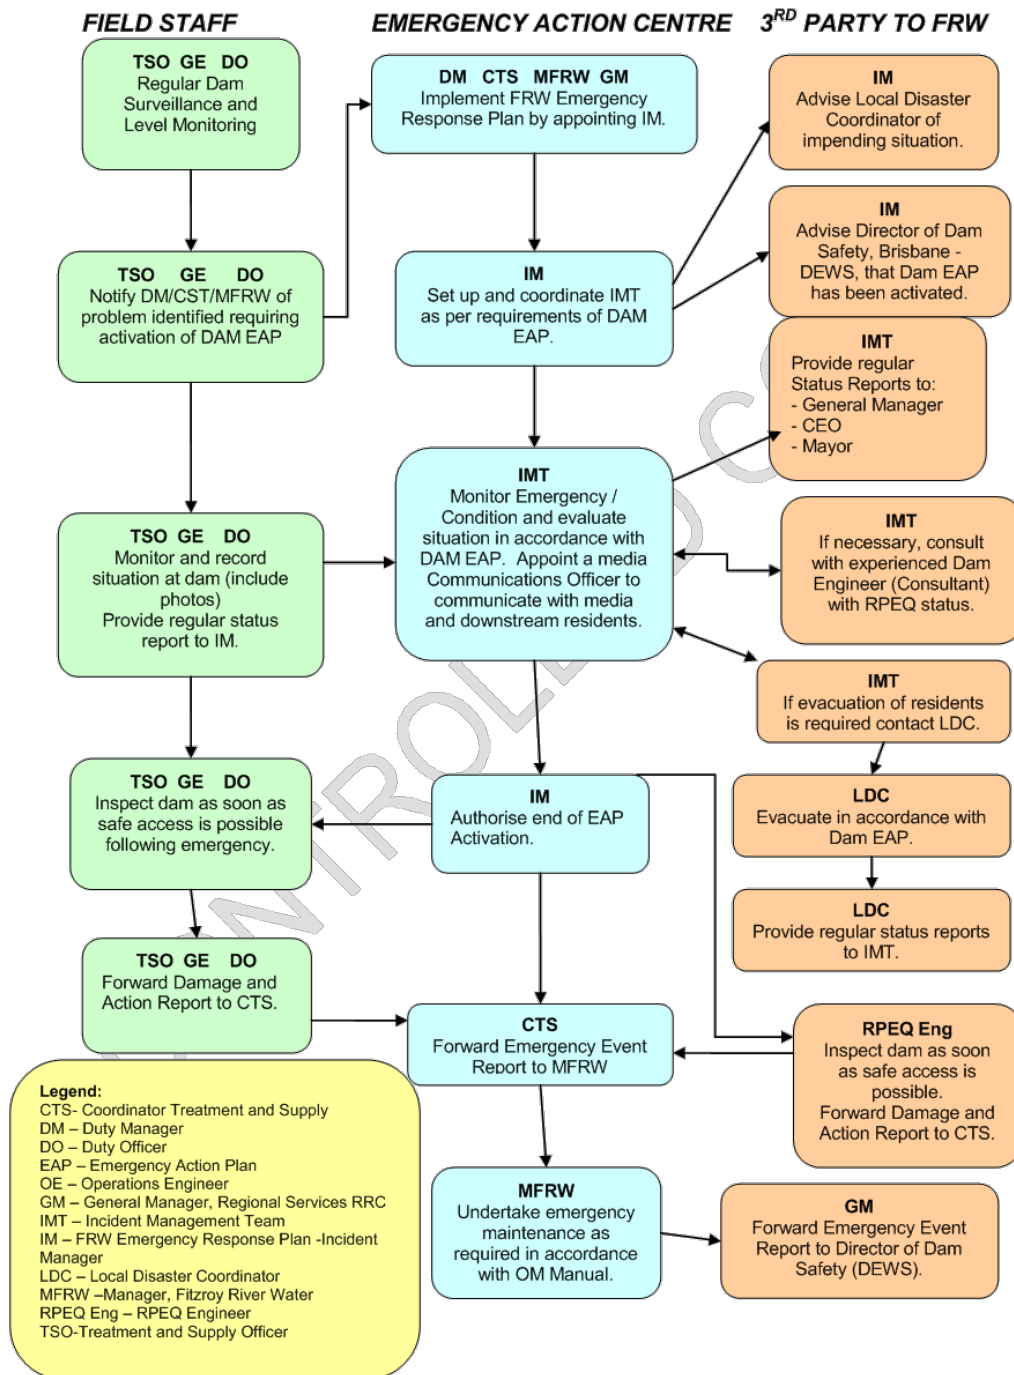 FIELD STAFF
EMERGENCY ACTION CENTRE
3RD PARTY TO FRW
TSO GE DO
Regular Dam
Surveillance and
Level Monitoring
DM CTS MFRW GM
Implement FRW Emergency
Response Plan by appointing IM.
IM
Advise Local Disaster
Coordinator of
impending situation.
TSO GE DO
Notify DM/CST/MFRW of
problem identified requiring
activation of DAM EAP
IM
Set up and coordinate IMT
as per requirements of DAM
EAP.
IM
Advise Director of Dam
Safety, Brisbane -
DEWS, that Dam EAP
has been activated.
IMT
Provide regular
Status Reports to:
- General Manager
- CEO
- Mayor
TSO GE DO
Monitor and record
situation at dam (include
photos)
Provide regular status
report to IM.
IMT
Monitor Emergency /
Condition and evaluate
situation in accordance with
DAM EAP. Appoint a media
Communications Officer to
communicate with media
and downstream residents.
IMT
If necessary, consult
with experienced Dam
Engineer (Consultant)
with RPEQ status.
IMT
If evacuation of residents
is required contact LDC.
TSO GE DO
Inspect dam as soon as
safe access is possible
following emergency.
IM
Authorise end of EAP
Activation.
LDC
Evacuate in accordance with
Dam EAP.
LDC
Provide regular status reports
to IMT.
TSO GE DO
Forward Damage and
Action Report to CTS.
CTS
Forward Emergency Event
Report to MFRW
RPEQ Eng
Inspect dam as soon
as safe access is
possible.
Forward Damage and
Action Report to CTS.
Legend:
CTS- Coordinator Treatment and Supply
DM – Duty Manager
DO – Duty Officer
EAP – Emergency Action Plan
OE – Operations Engineer
GM – General Manager, Regional Services RRC
IMT – Incident Management Team
IM – FRW Emergency Response Plan -Incident
Manager
LDC – Local Disaster Coordinator
MFRW –Manager, Fitzroy River Water
RPEQ Eng – RPEQ Engineer
TSO-Treatment and Supply Officer
MFRW
Undertake emergency
maintenance as
required in accordance
with OM Manual.
GM
Forward Emergency Event
Report to Director of Dam
Safety (DEWS).